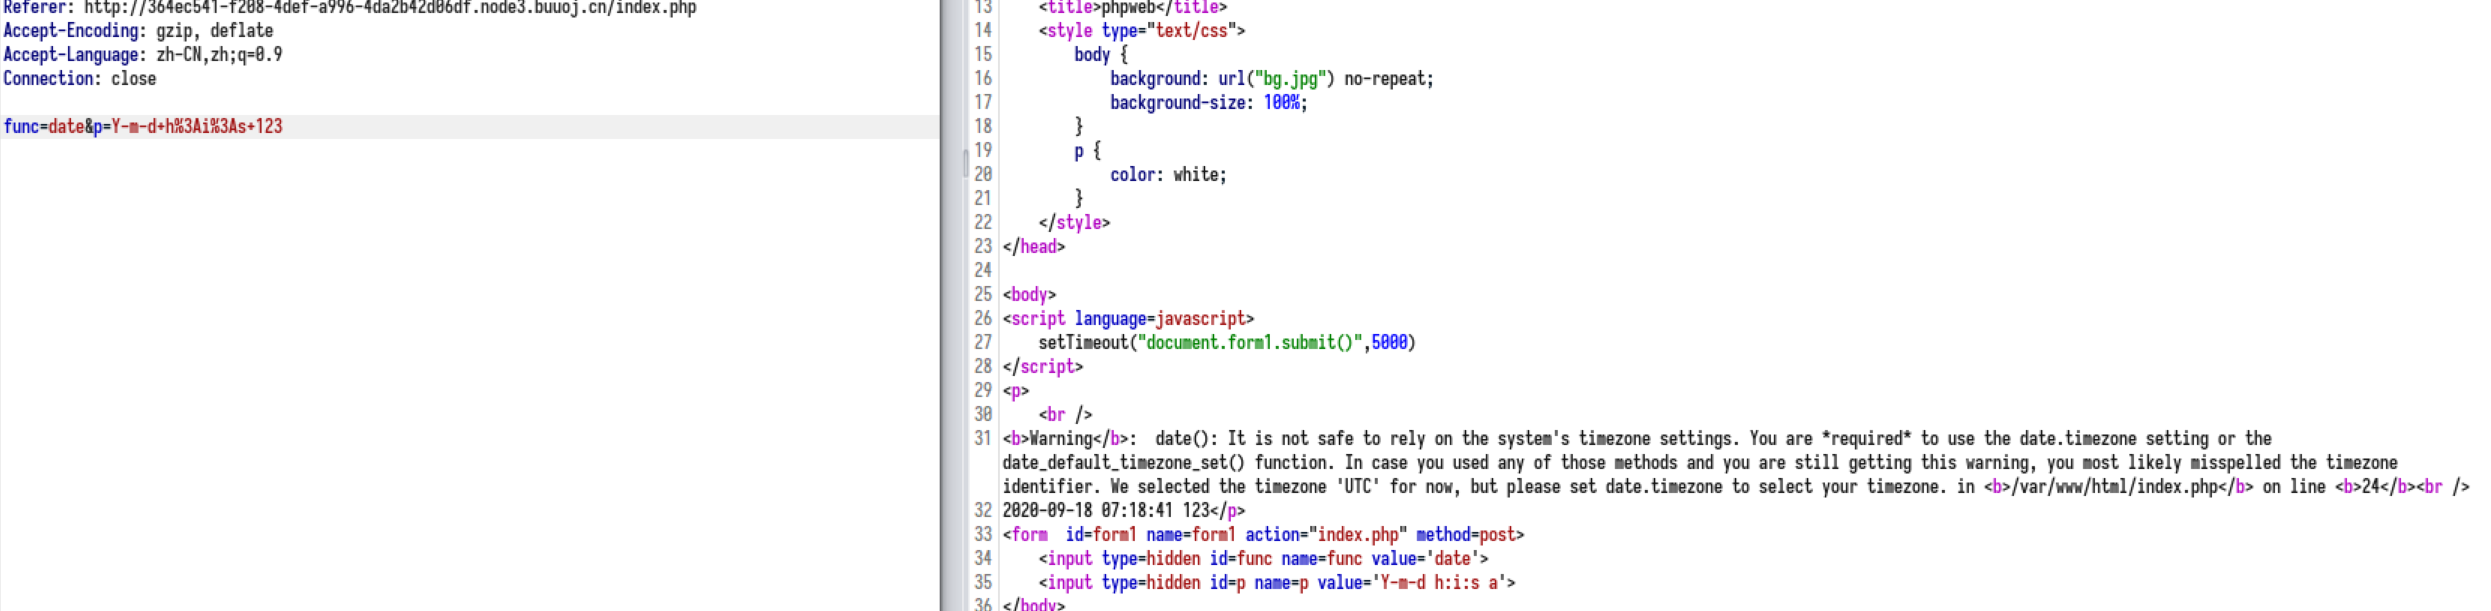 Referer: http://364ec541-f208-4def-a996-4da2b42d06df.node3.buuoj.cn/index.php
Accept-Encoding: gzip, deflate
Accept-Language: zh-CN,zh;q=0.9
Connection: close
func=date&p=Y-m-d+h%3Ai%3As+123
13 <title>phpweb</title>
14 <style type="text/css">
15 body {
16 background: url("bg.jpg") no-repeat;
17 background-size: 100%;
18 }
19 p {
20 color: white;
21 }
22 </style>
23 </head>
24
25 <body>
26 <script language=javascript>
27 setTimeout("document.form1.submit()",5000)
28 </script>
29 <p>
30 <br />
31 <b>Warning</b>:  date(): It is not safe to rely on the system's timezone settings. You are *required* to use the date.timezone setting or the
date_default_timezone_set() function. In case you used any of those methods and you are still getting this warning, you most likely misspelled the timezone
identifier. We selected the timezone 'UTC' for now, but please set date.timezone to select your timezone. in <b>/var/www/html/index.php</b> on line <b>24</b><br />
32 2020-09-18 07:18:41 123</p>
33 <form  id=form1 name=form1 action="index.php" method=post>
34 <input type=hidden id=func name=func value='date'>
35 <input type=hidden id=p name=p value='Y-m-d h:i:s a'>
36 </body>